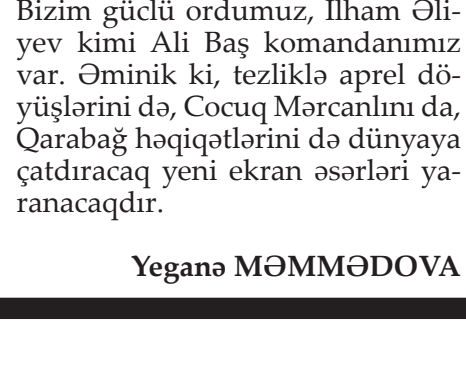 Bizim güclü ordumuz, İlham Əli-
yev kimi Ali Baş komandanımız
var. Əminik ki, tezliklə aprel dö-
yüşlərini də, Cocuq Mərcanlını da,
Qarabağ həqiqətlərini də dünyaya
çatdıracaq yeni ekran əsərləri ya-
ranacaqdır.
Yeganə MƏMMƏDOVA